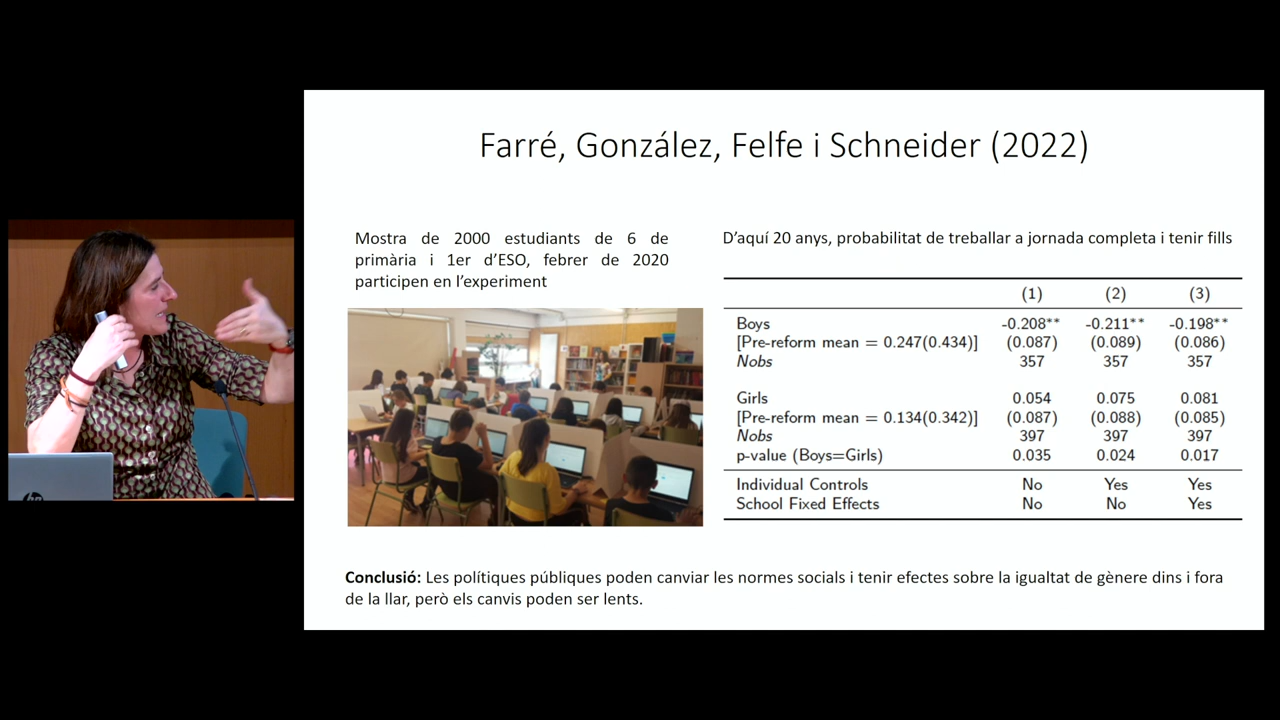 Farré, González, Felfe i Schneider (2022)
Mostra de 2000 estudiants de 6 de
primària i 1er d'ESO, febrer de 2020
participen en l'experiment
D'aquí 20 anys, probabilitat de treballar a jornada completa i tenir fills
(1) (2) (3)
Boys -0.208** -0.211** -0.198**
[Pre-reform mean = 0.247(0.434)] (0.087) (0.089) (0.086)
Nobs 357 357 357
Girls 0.054 0.075 0.081
[Pre-reform mean = 0.134(0.342)] (0.087) (0.088) (0.085)
Nobs 397 397 397
p-value (Boys=Girls) 0.035 0.024 0.017
Individual Controls No Yes Yes
School Fixed Effects No No Yes
Conclusió: Les polítiques públiques poden canviar les normes socials i tenir efectes sobre la igualtat de gènere dins i fora
de la llar, però els canvis poden ser lents.
hp